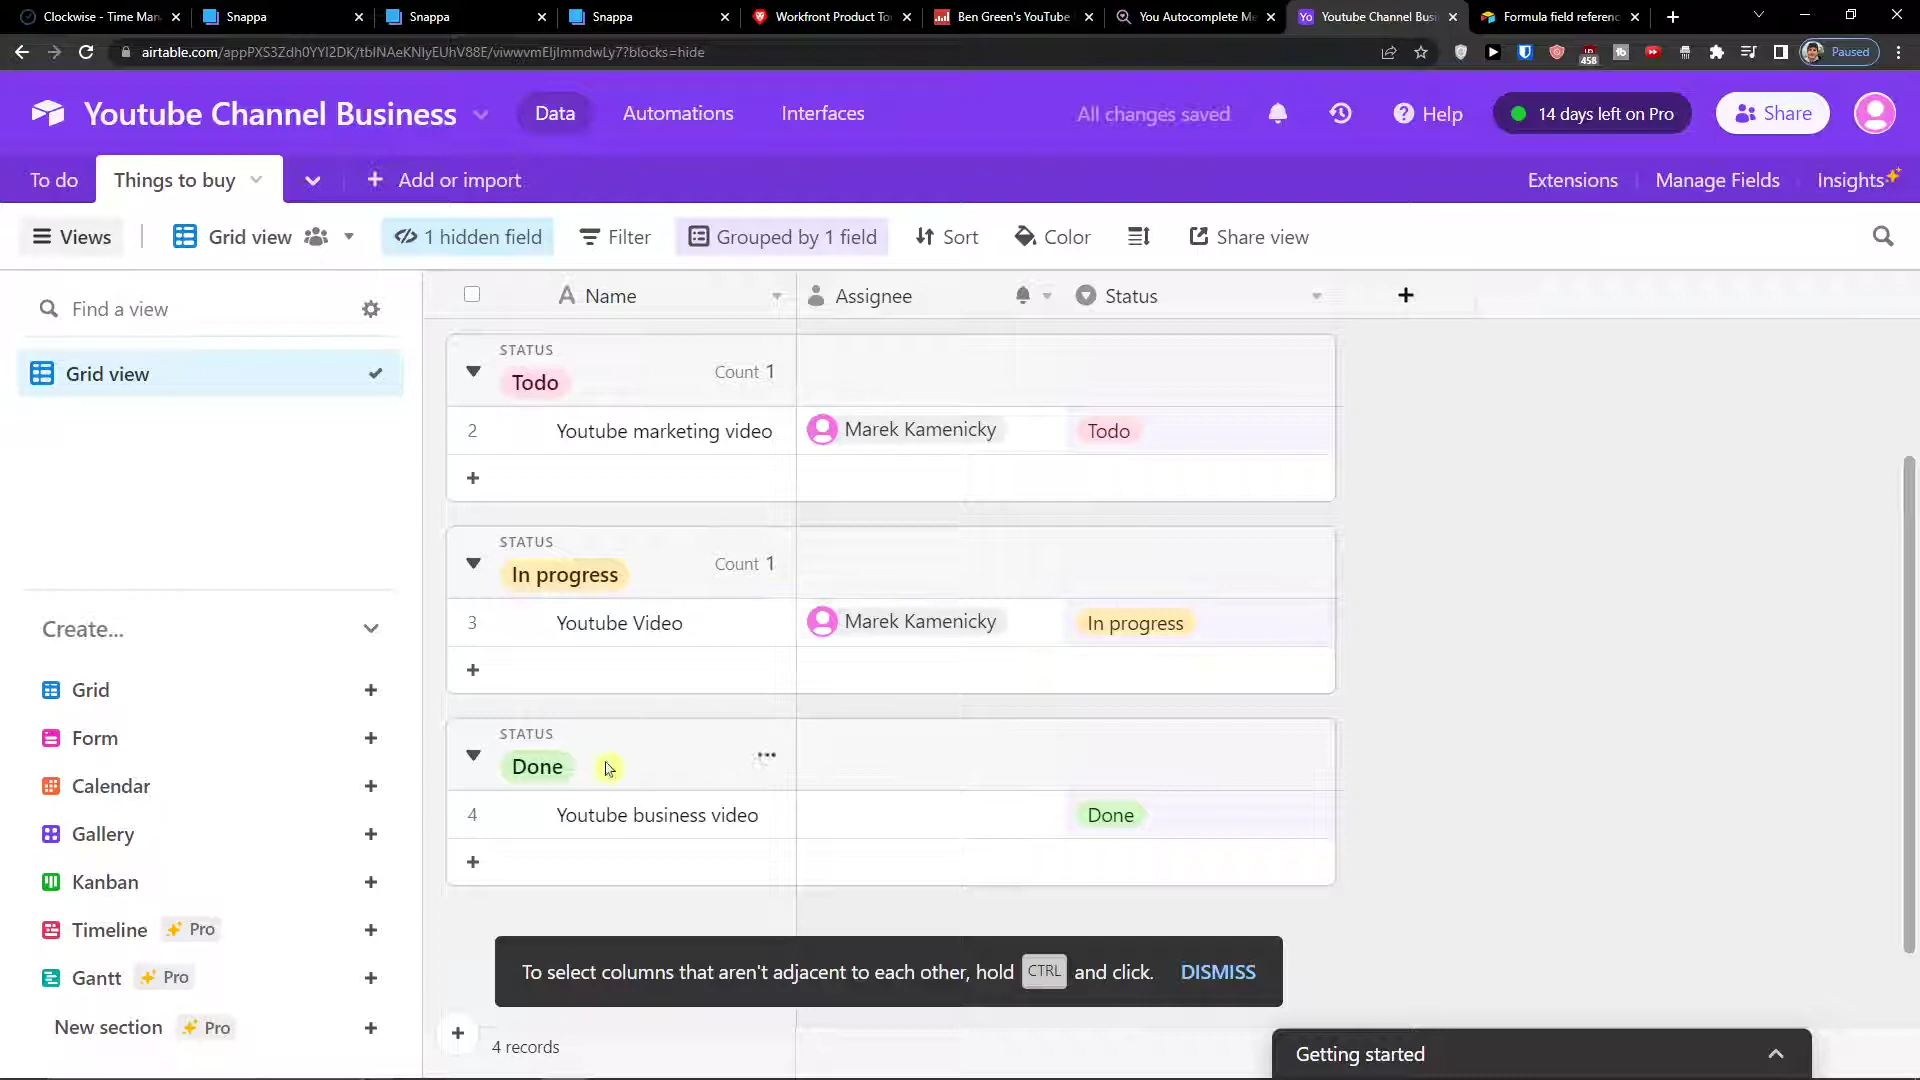 Clockwise - Time Man
Snappa
Snappa
Snappa
Workfront Product To
Ben Green's YouTube
You Autocomplete Me
Youtube Channel Busi
Formula field referenc
airtable.com/appPXS3Zdh0YYI2DK/tblNAeKNIyEUhV88E/viwwvmEIjlmmdwLy7?blocks=hide
458
Paused
Youtube Channel Business
Data
Automations
Interfaces
All changes saved
Help
14 days left on Pro
Share
To do
Things to buy
Add or import
Extensions
Manage Fields
Insights
Views
Grid view
1 hidden field
Filter
Grouped by 1 field
Sort
Color
Share view
Find a view
Name
Assignee
Status
Grid view
STATUS
Todo
Count 1
2
Youtube marketing video
Marek Kamenicky
Todo
STATUS
In progress
Count 1
3
Youtube Video
Marek Kamenicky
In progress
STATUS
Done
4
Youtube business video
Done
Create...
Grid
Form
Calendar
Gallery
Kanban
Timeline
Pro
Gantt
Pro
New section
Pro
To select columns that aren't adjacent to each other, hold CTRL and click. DISMISS
4 records
Getting started